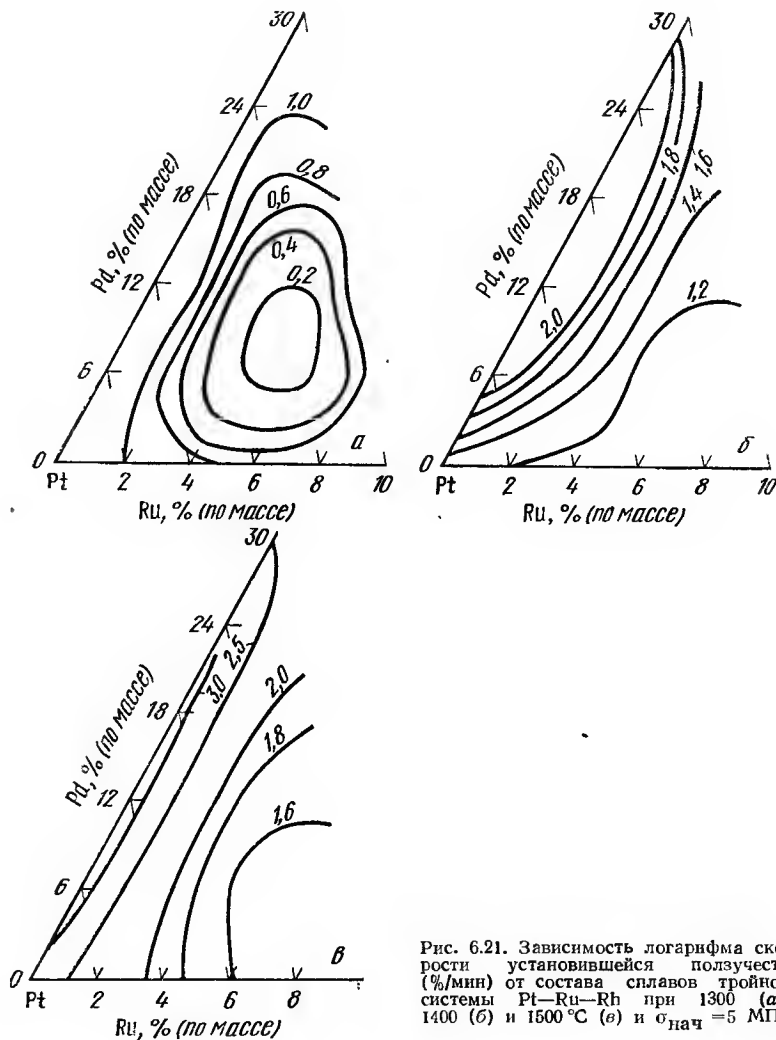 30
24
18
12
6
0
Pd, % (по массе)
1,0
0,8
0,6
0,4
0,2
а
Pt
2
4
6
8
10
Ru, % (по массе)
30
24
18
12
6
0
Pd, % (по массе)
2,0
1,8
1,6
1,4
1,2
б
Pt
2
4
6
8
10
Ru, % (по массе)
30
24
18
12
6
0
Pd, % (по массе)
3,0
2,5
2,0
1,8
1,6
в
Pt
2
4
6
8
Ru, % (по массе)
Рис. 6.21. Зависимость логарифма ско-
рости установившейся ползучест
(%/мин) от состава сплавов тройно
системы Pt—Ru—Rh при 1300 (а
1400 (б) и 1500 °C (в) и σнач =5 МП